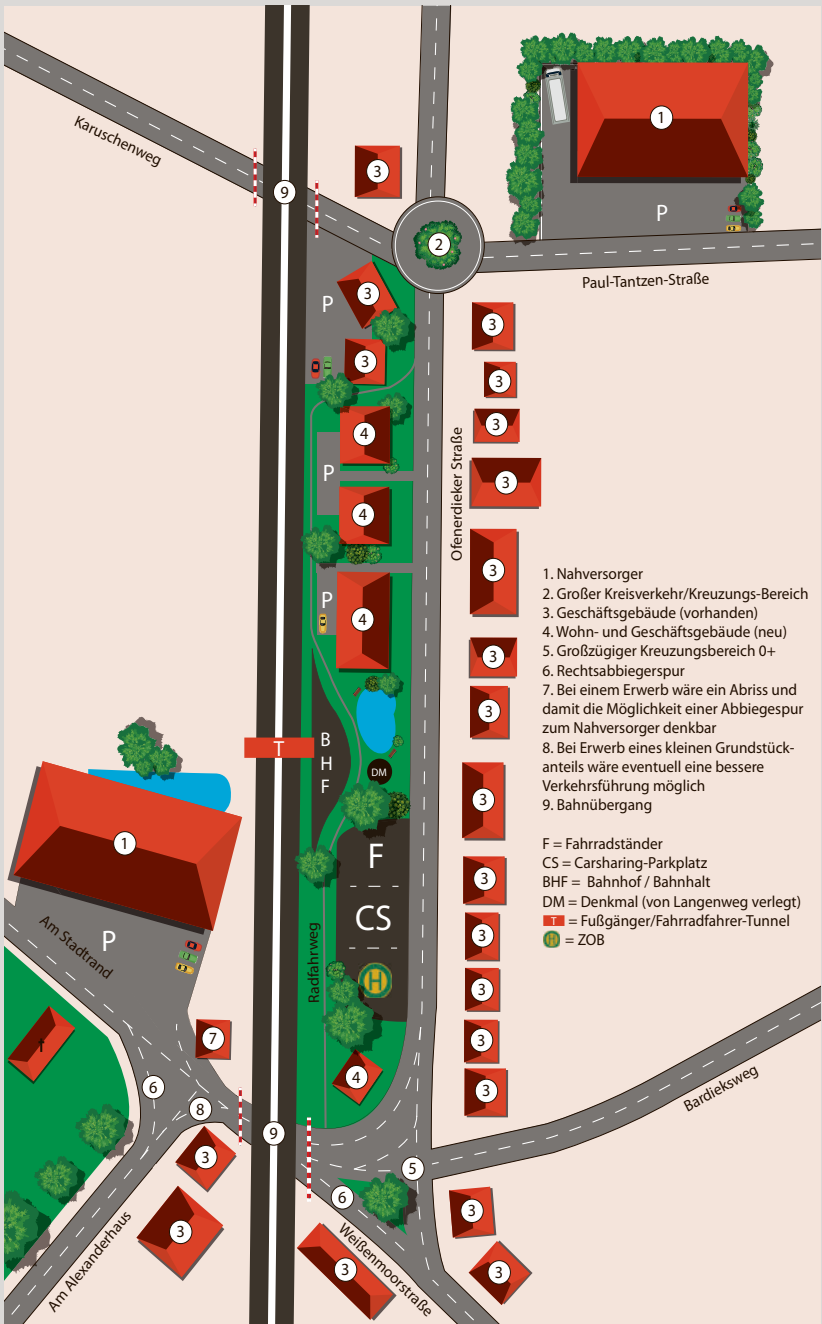 Karuschenweg
9
3
1
P
2
Paul-Tantzen-Straße
P
3
3
3
3
3
3
4
P
4
P
4
Ofenerdieker Straße
3
3
3
3
3
3
3
3
3
3
1. Nahversorger
2. Großer Kreisverkehr/Kreuzungs-Bereich
3. Geschäftsgebäude (vorhanden)
4. Wohn- und Geschäftsgebäude (neu)
5. Großzügiger Kreuzungsbereich 0+
6. Rechtsabbiegerspur
7. Bei einem Erwerb wäre ein Abriss und
damit die Möglichkeit einer Abbiegespur
zum Nahversorger denkbar
8. Bei Erwerb eines kleinen Grundstück-
anteils wäre eventuell eine bessere
Verkehrsführung möglich
9. Bahnübergang
F = Fahrradständer
CS = Carsharing-Parkplatz
BHF = Bahnhof / Bahnhalt
DM = Denkmal (von Langenweg verlegt)
T = Fußgänger/Fahrradfahrer-Tunnel
H = ZOB
T
B
H
F
DM
F
CS
H
Radfahrweg
1
P
Am Stadtrand
7
6
8
9
4
3
3
Am Alexanderhaus
5
6
Weißenmoorstraße
3
3
3
Bardieksweg